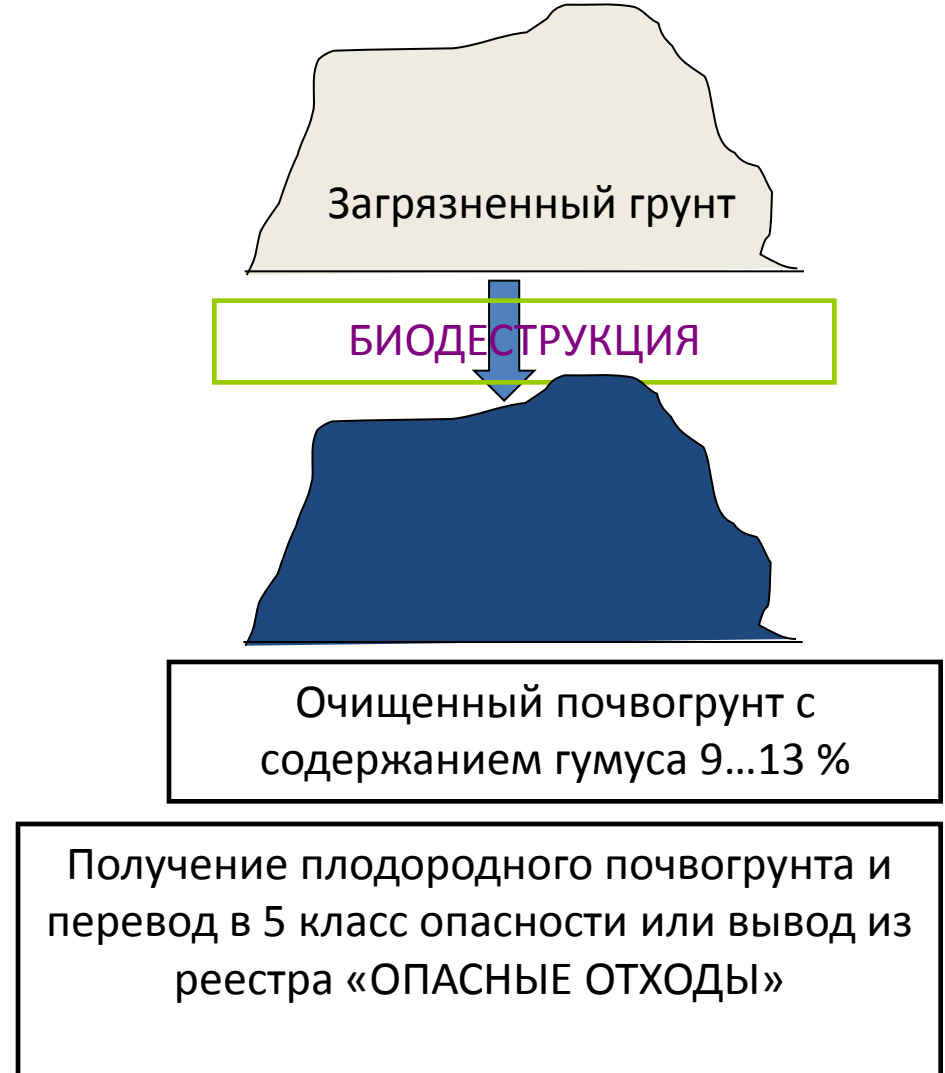 Загрязненный грунт
БИОДЕСТРУКЦИЯ
Очищенный почвогрунт с
содержанием гумуса 9...13 %
Получение плодородного почвогрунта и
перевод в 5 класс опасности или вывод из
реестра «ОПАСНЫЕ ОТХОДЫ»